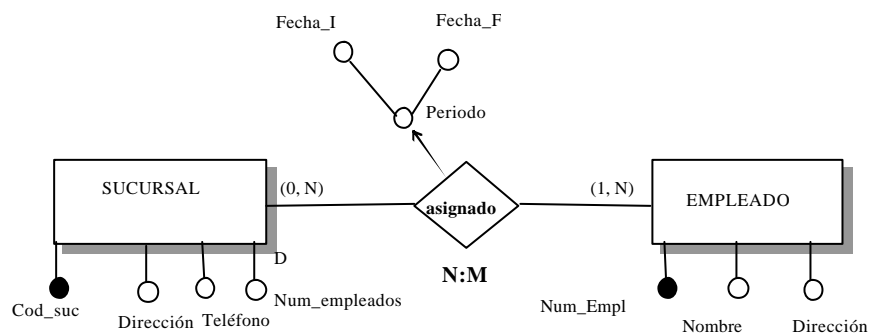 Fecha_I
Fecha_F
Periodo
SUCURSAL
(0, N)
asignado
(1, N)
EMPLEADO
D
N:M
Cod_suc
Dirección
Teléfono
Num_empleados
Num_Empl
Nombre
Dirección